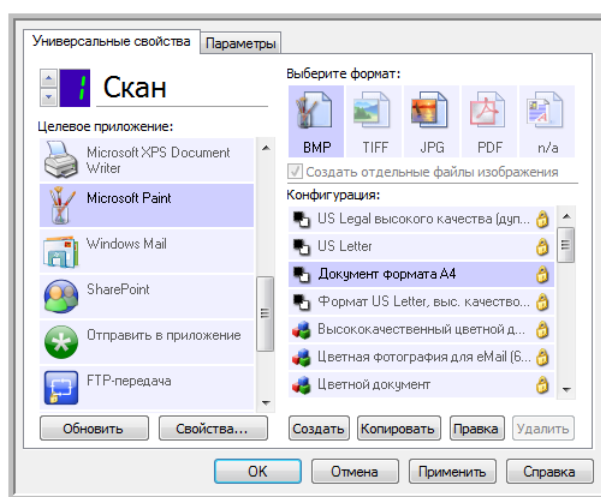 Универсальные свойства
Параметры
1
Скан
Целевое приложение:
Microsoft XPS Document
Writer
Microsoft Paint
Windows Mail
SharePoint
Отправить в приложение
FTP-передача
Обновить
Свойства...
Выберите формат:
BMP
TIFF
JPG
PDF
n/a
Создать отдельные файлы изображения
Конфигурация:
US Legal высокого качества (дуп...
US Letter
Документ формата A4
Формат US Letter, выс. качество...
Высококачественный цветной д...
Цветная фотография для eMail (6...
Цветной документ
Создать
Копировать
Правка
Удалить
OK
Отмена
Применить
Справка